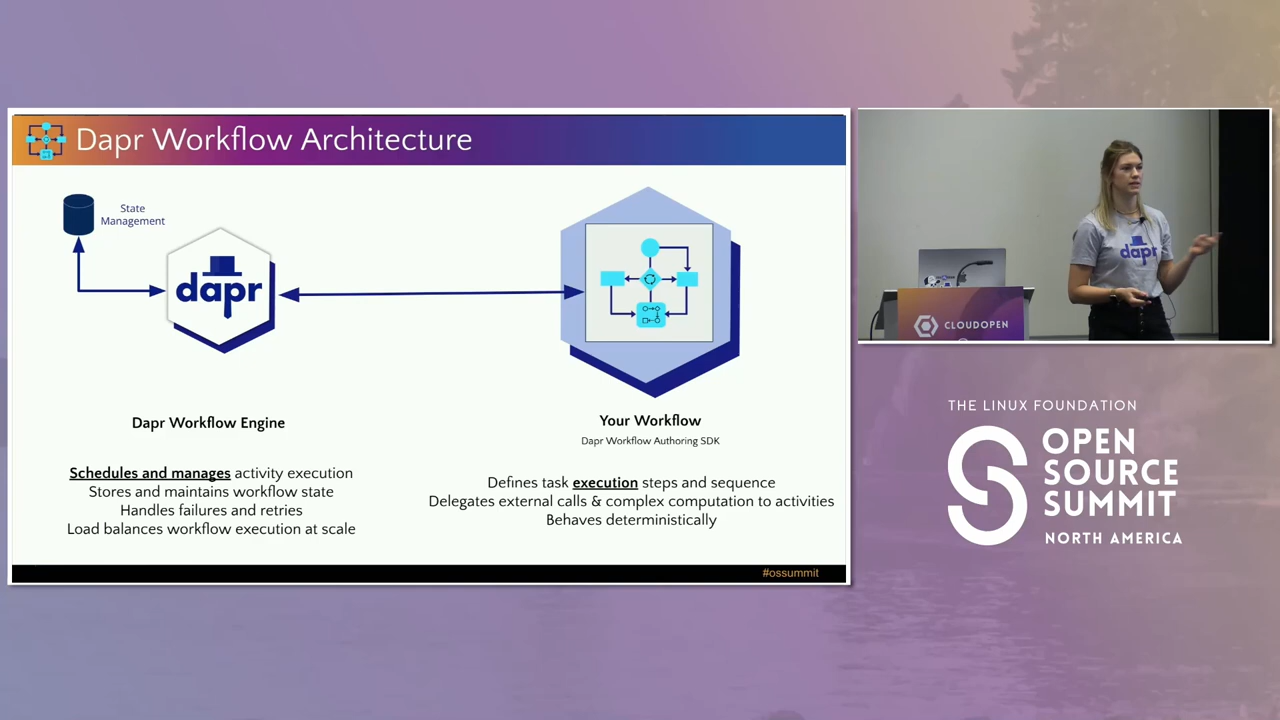 Dapr Workflow Architecture
State
Management
dapr
Dapr Workflow Engine
Schedules and manages activity execution
Stores and maintains workflow state
Handles failures and retries
Load balances workflow execution at scale
Your Workflow
Dapr Workflow Authoring SDK
Defines task execution steps and sequence
Delegates external calls & complex computation to activities
Behaves deterministically
#ossummit
dapr
CLOUDOPEN
THE LINUX FOUNDATION
OPEN
SOURCE
SUMMIT
NORTH AMERICA